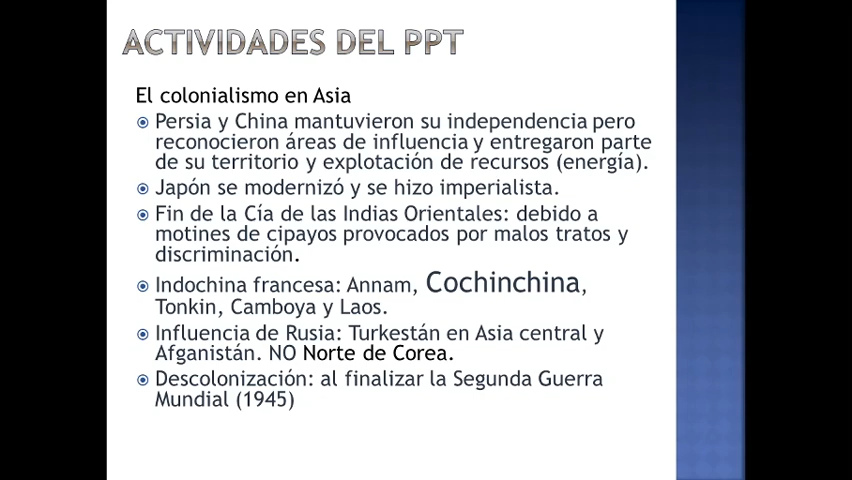 ACTIVIDADES DEL PPT
El colonialismo en Asia
Persia y China mantuvieron su independencia pero
reconocieron áreas de influencia y entregaron parte
de su territorio y explotación de recursos (energía).
Japón se modernizó y se hizo imperialista.
Fin de la Cía de las Indias Orientales: debido a
motines de cipayos provocados por malos tratos y
discriminación.
Indochina francesa: Annam, Cochinchina,
Tonkin, Camboya y Laos.
Influencia de Rusia: Turkestán en Asia central y
Afganistán. NO Norte de Corea.
Descolonización: al finalizar la Segunda Guerra
Mundial (1945)